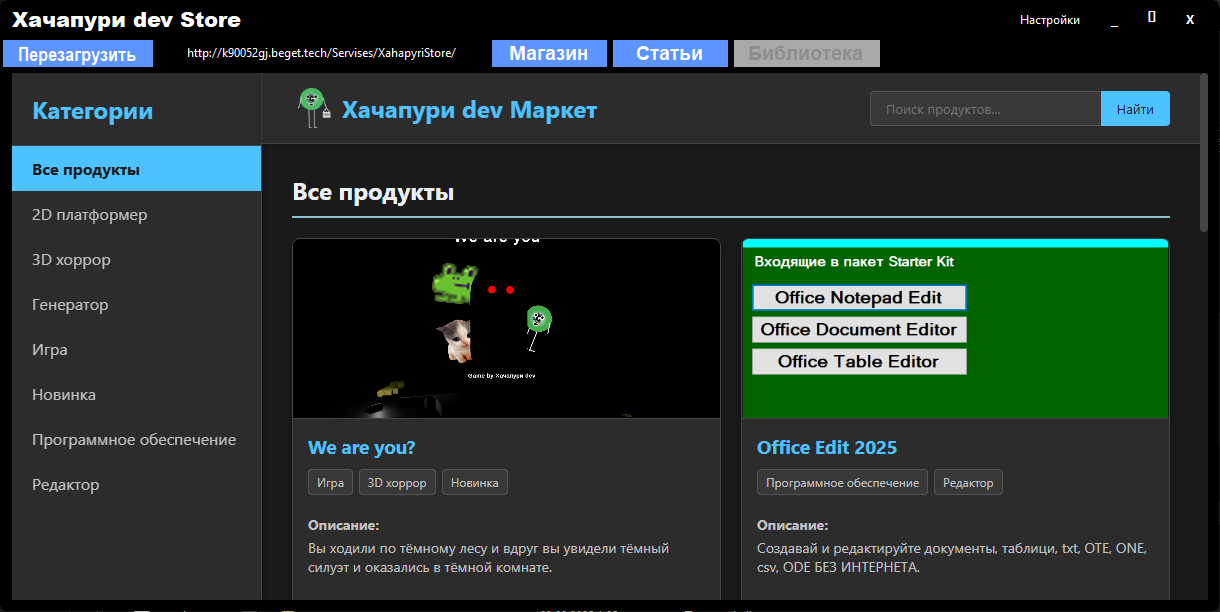 Хачапури dev Store
Настройки
Перезагрузить
http://k90052gj.beget.tech/Servises/XahapyriStore/
Магазин
Статьи
Библиотека
Категории
Все продукты
2D платформер
3D хоррор
Генератор
Игра
Новинка
Программное обеспечение
Редактор
Хачапури dev Маркет
Поиск продуктов...
Найти
Все продукты
We are you
Game by Хачапури dev
We are you?
Игра
3D хоррор
Новинка
Описание:
Вы ходили по тёмному лесу и вдруг вы увидели тёмный
силуэт и оказались в тёмной комнате.
Входящие в пакет Starter Kit
Office Notepad Edit
Office Document Editor
Office Table Editor
Office Edit 2025
Программное обеспечение
Редактор
Описание:
Создавай и редактируйте документы, таблици, txt, OTE, ONE,
csv, ODE БЕЗ ИНТЕРНЕТА.